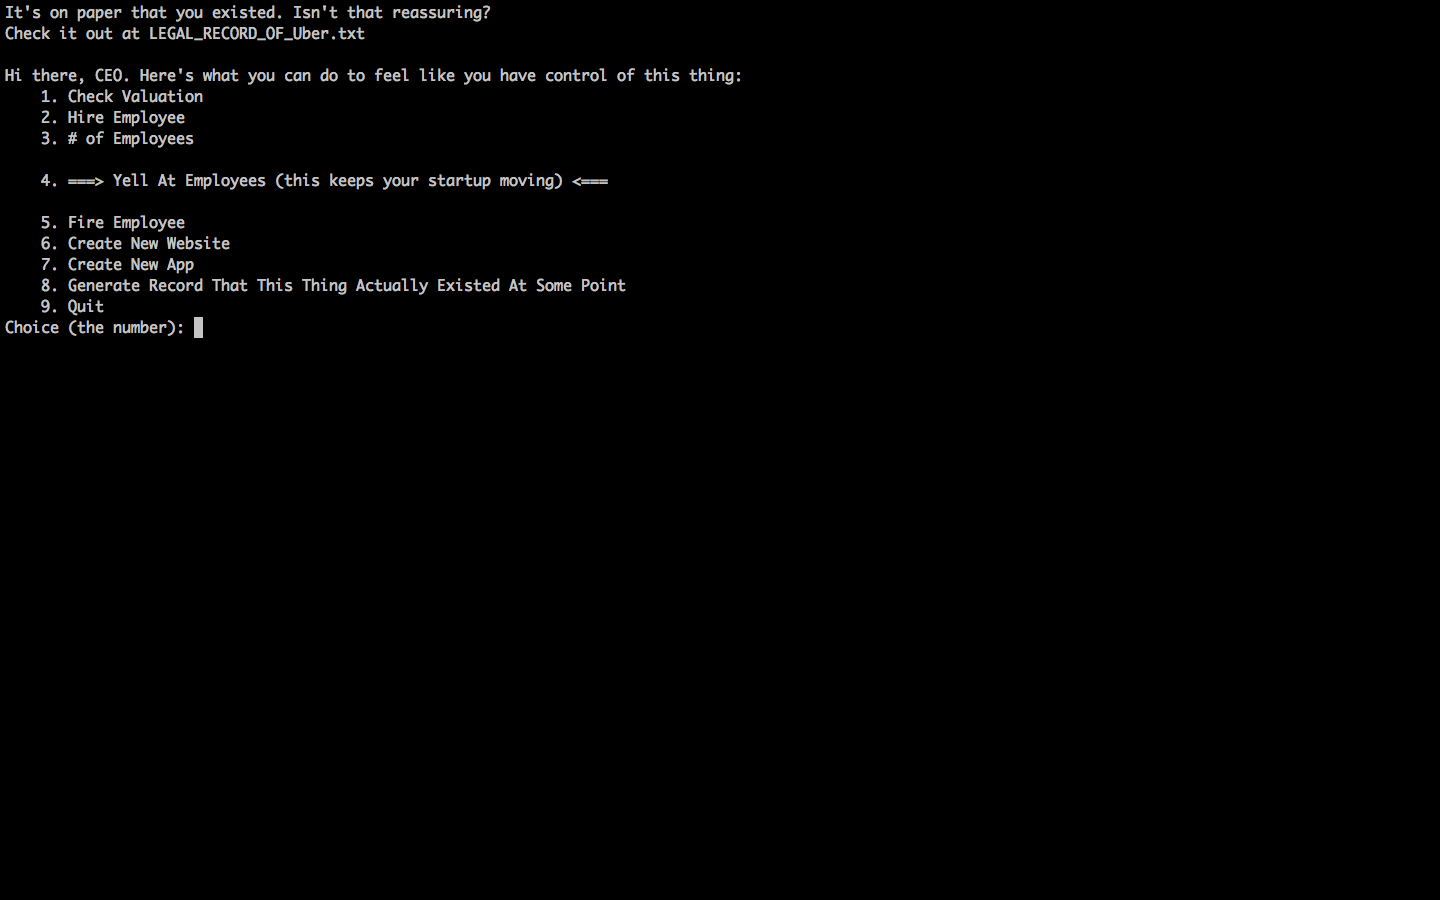 It's on paper that you existed. Isn't that reassuring?
Check it out at LEGAL_RECORD_OF_Uber.txt
Hi there, CEO. Here's what you can do to feel like you have control of this thing:
1. Check Valuation
2. Hire Employee
3. # of Employees
4. ===> Yell At Employees (this keeps your startup moving) <===
5. Fire Employee
6. Create New Website
7. Create New App
8. Generate Record That This Thing Actually Existed At Some Point
9. Quit
Choice (the number):